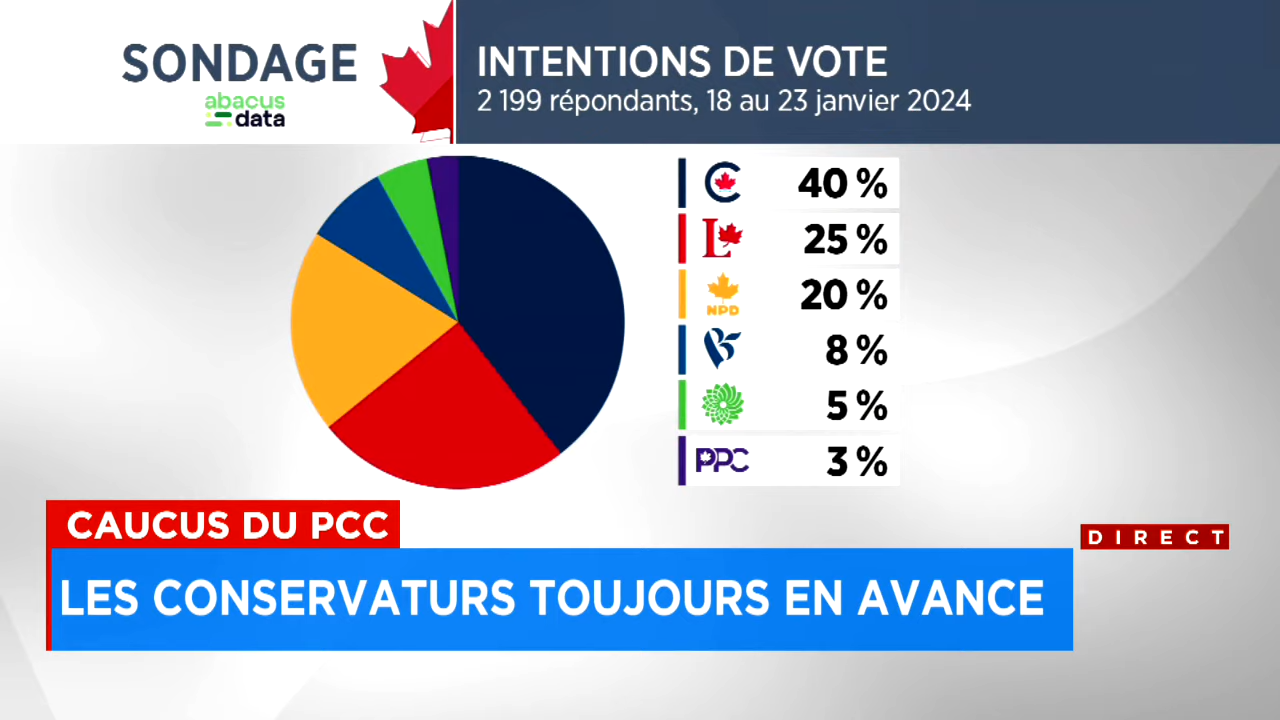 SONDAGE
abacus
data
INTENTIONS DE VOTE
2 199 répondants, 18 au 23 janvier 2024
C 40 %
L 25 %
NPD 20 %
8 %
5 %
PPC 3 %
CAUCUS DU PCC
DIRECT
LES CONSERVATURS TOUJOURS EN AVANCE